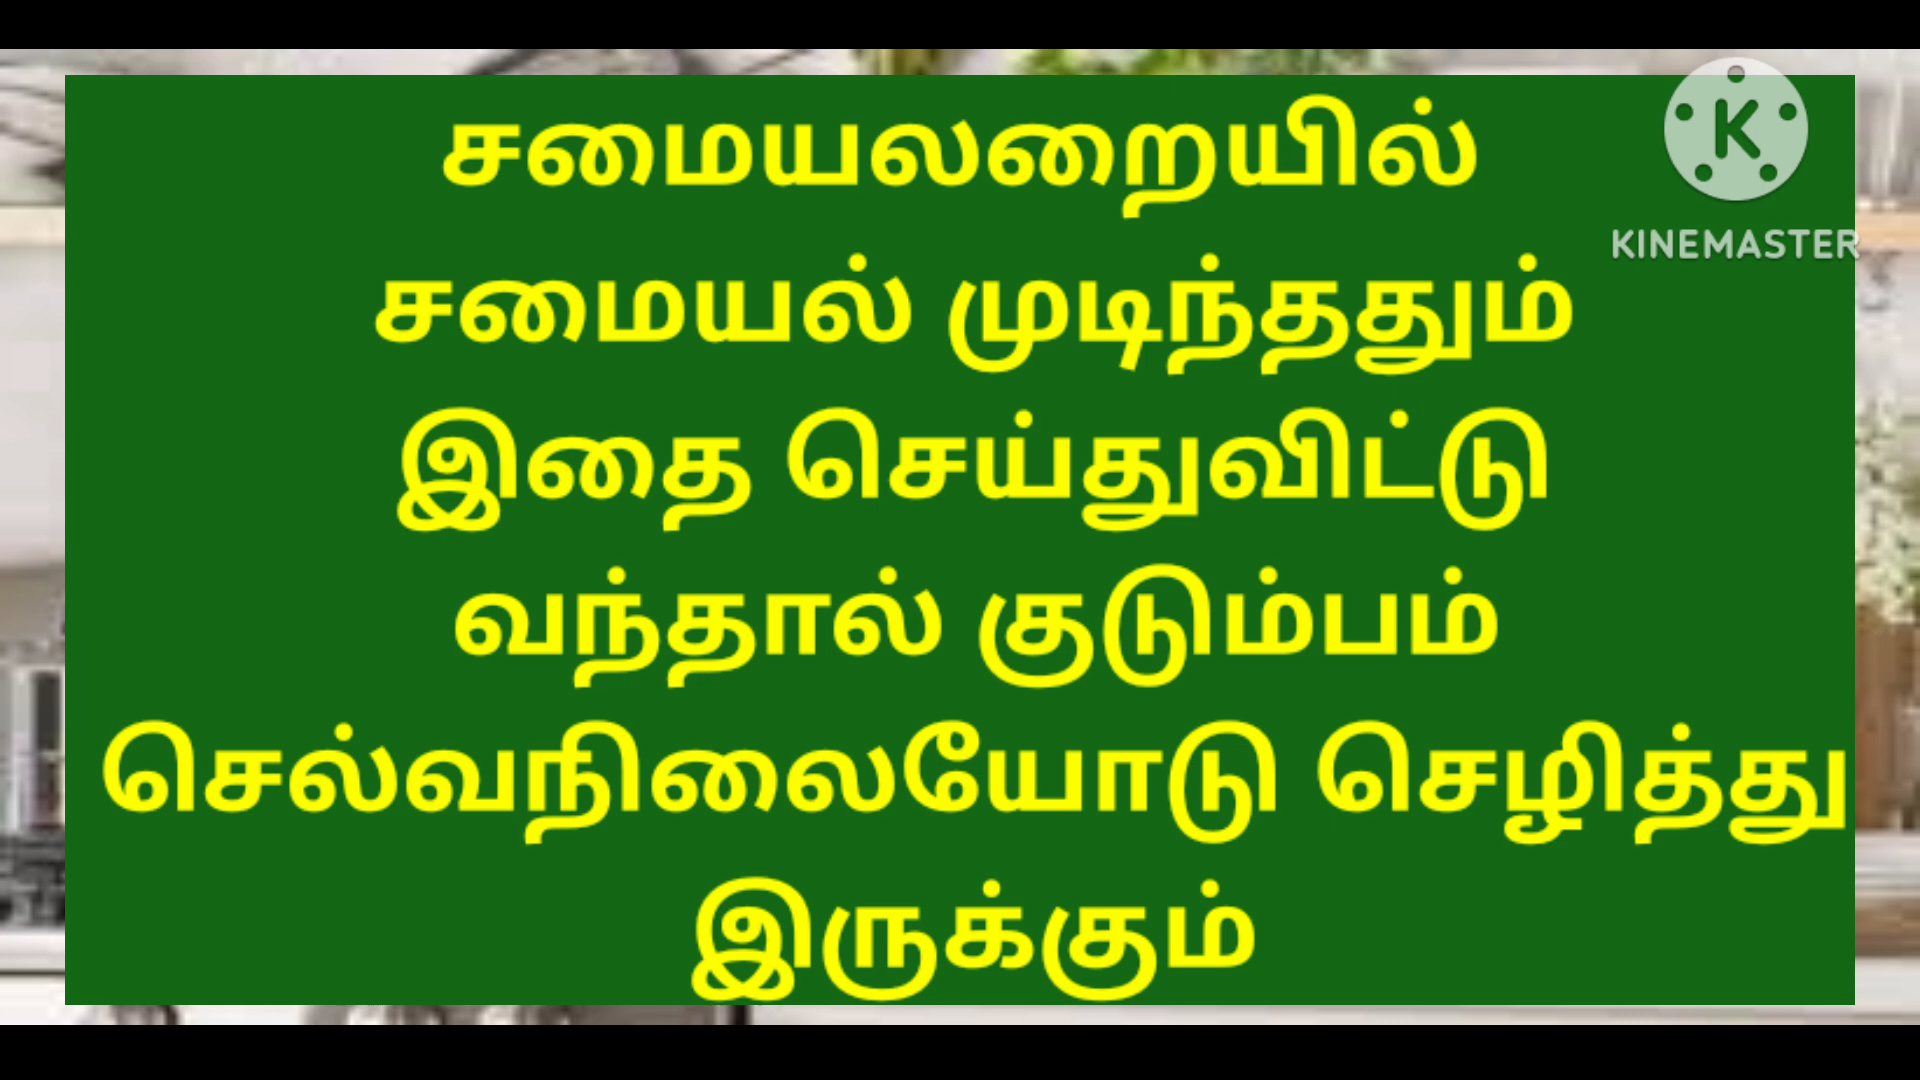 சமையலறையில்
சமையல் முடிந்ததும்
இதை செய்துவிட்டு
வந்தால் குடும்பம்
செல்வநிலையோடு செழித்து
இருக்கும்
K
KINEMASTER